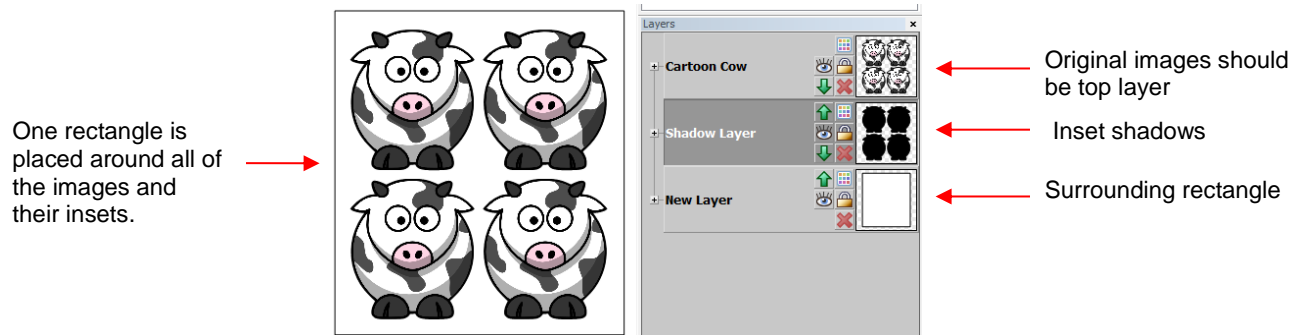 One rectangle is
placed around all of
the images and
their insets.
Layers
Cartoon Cow
Shadow Layer
New Layer
Original images should
be top layer
Inset shadows
Surrounding rectangle